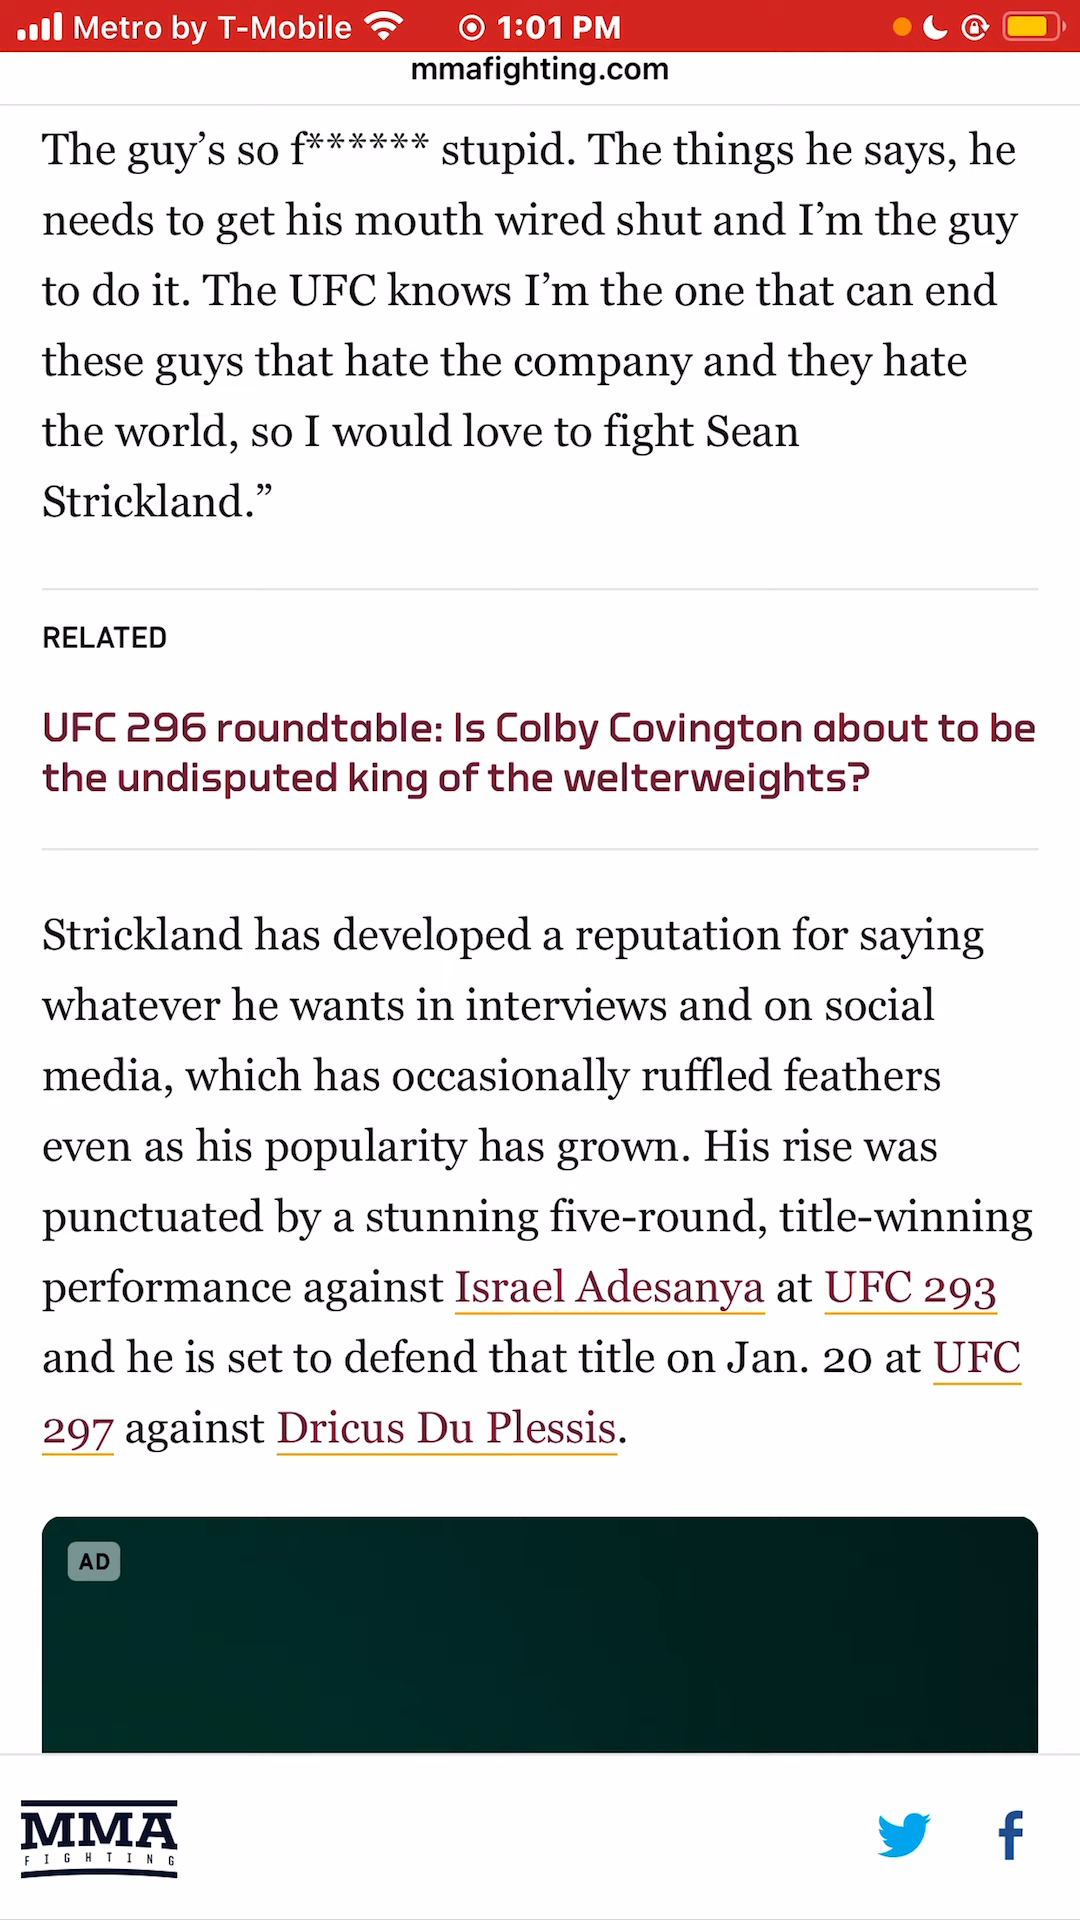 Metro by T-Mobile 1:01 PM
mmafighting.com
The guy’s so f****** stupid. The things he says, he
needs to get his mouth wired shut and I’m the guy
to do it. The UFC knows I’m the one that can end
these guys that hate the company and they hate
the world, so I would love to fight Sean
Strickland.”
RELATED
UFC 296 roundtable: Is Colby Covington about to be
the undisputed king of the welterweights?
Strickland has developed a reputation for saying
whatever he wants in interviews and on social
media, which has occasionally ruffled feathers
even as his popularity has grown. His rise was
punctuated by a stunning five-round, title-winning
performance against Israel Adesanya at UFC 293
and he is set to defend that title on Jan. 20 at UFC
297 against Dricus Du Plessis.
AD
MMA
FIGHTING